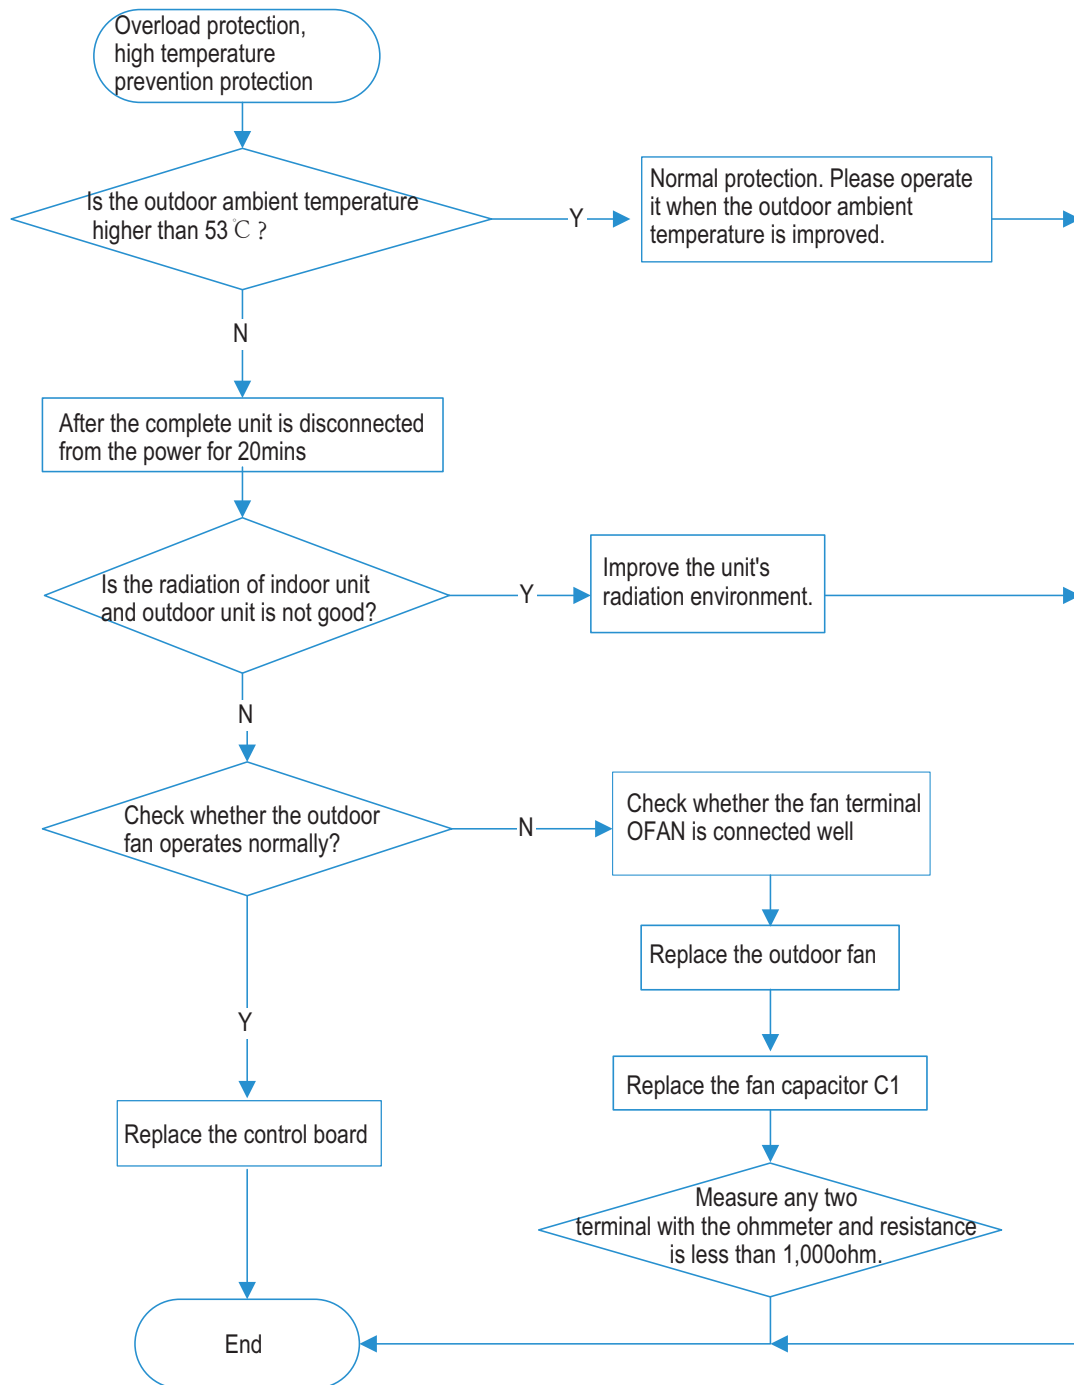 Overload protection,
high temperature
prevention protection
Is the outdoor ambient temperature
higher than 53℃ ?
Y
Normal protection. Please operate
it when the outdoor ambient
temperature is improved.
N
After the complete unit is disconnected
from the power for 20mins
Is the radiation of indoor unit
and outdoor unit is not good?
Y
Improve the unit's
radiation environment.
N
Check whether the outdoor
fan operates normally?
N
Check whether the fan terminal
OFAN is connected well
Replace the outdoor fan
Y
Replace the fan capacitor C1
Replace the control board
Measure any two
terminal with the ohmmeter and resistance
is less than 1,000ohm.
End